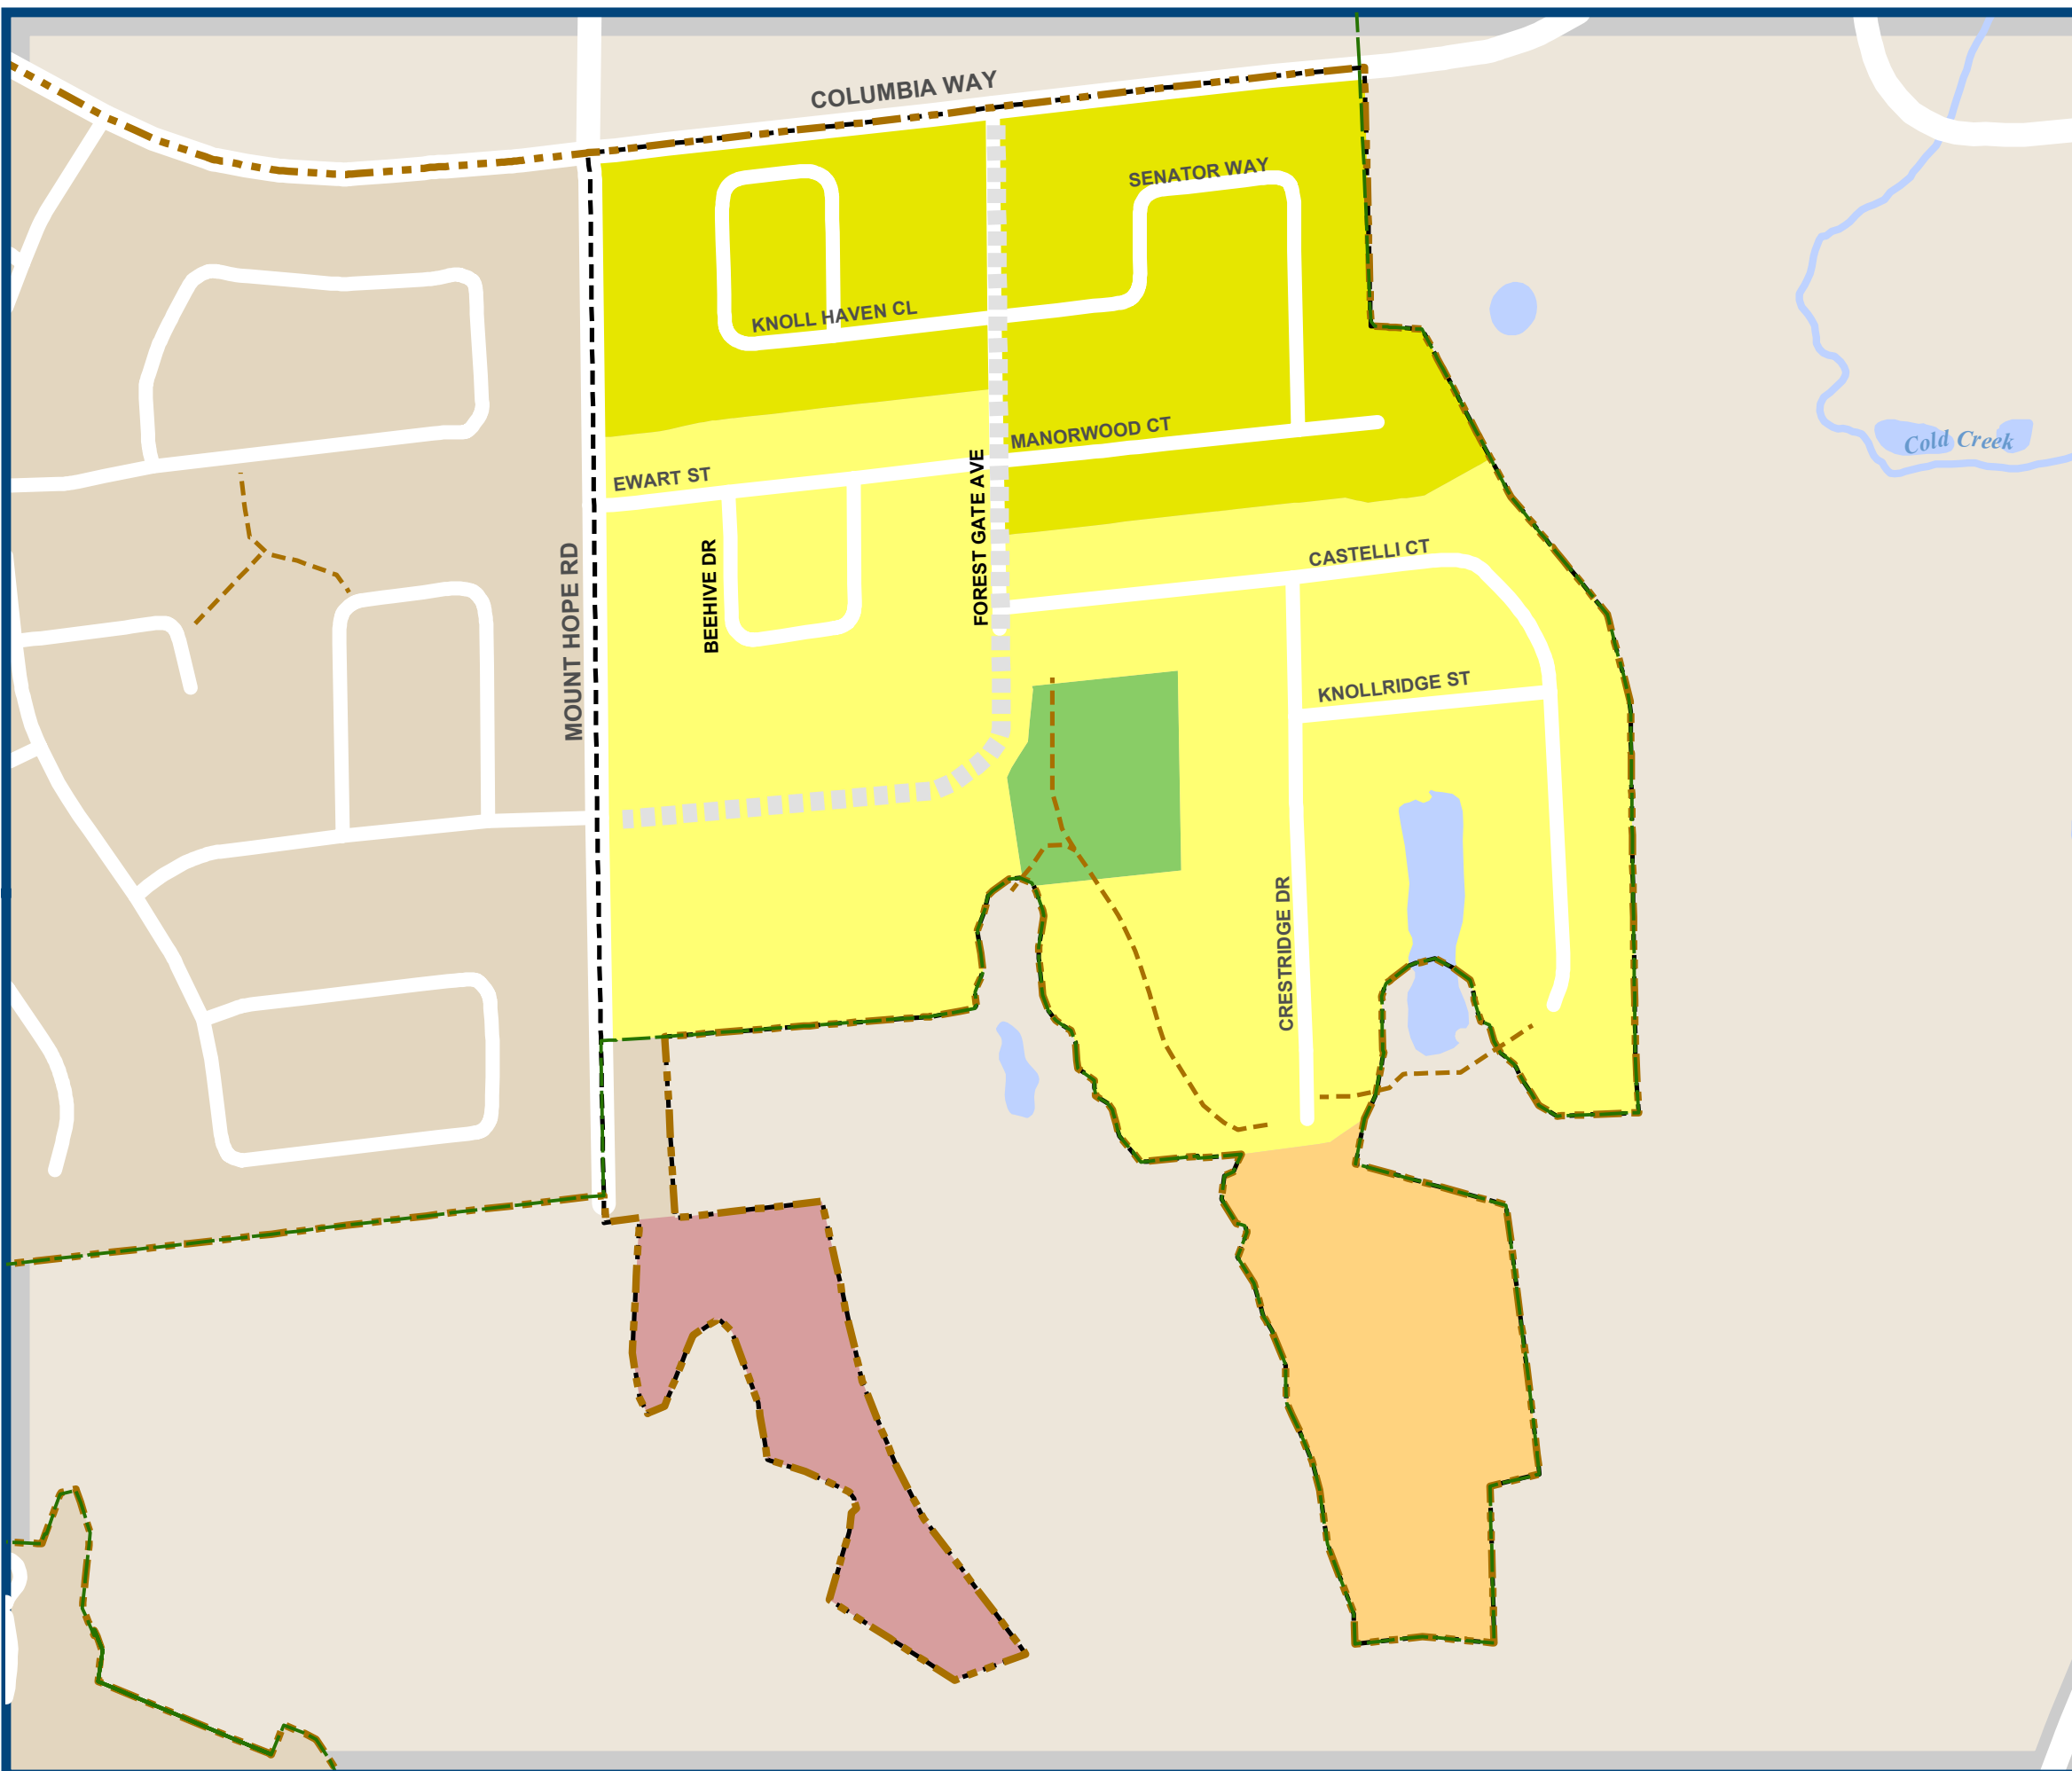 COLUMBIA WAY
SENATOR WAY
KNOLL HAVEN CL
MANORWOOD CT
Cold Creek
EWART ST
FOREST GATE AVE
BEEHIVE DR
MOUNT HOPE RD
CASTELLI CT
KNOLLRIDGE ST
CRESTRIDGE DR